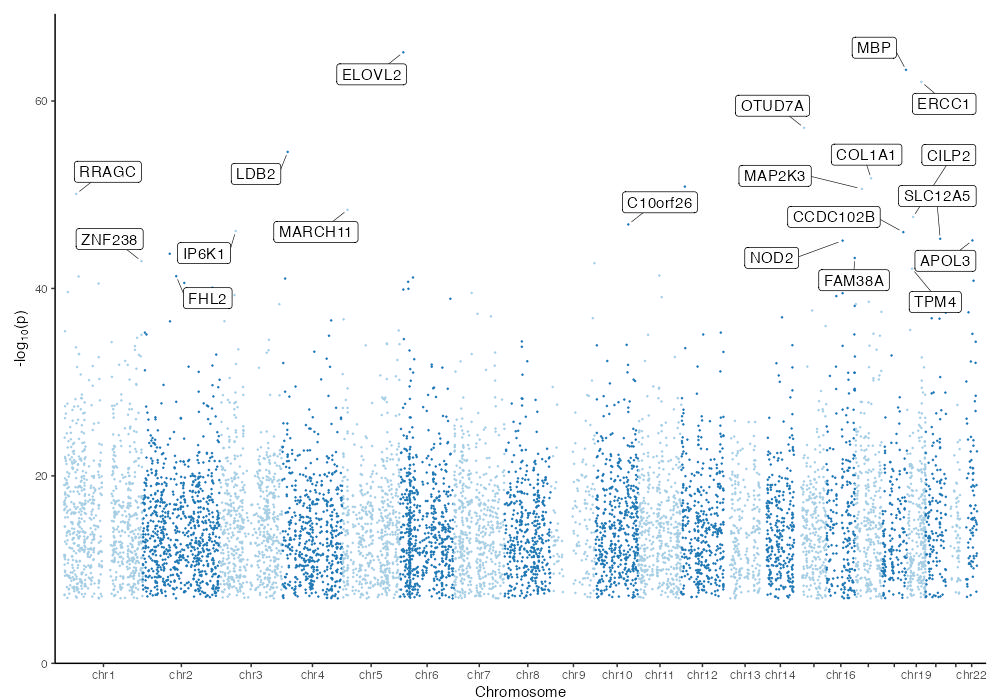 MBP
ELOVL2
ERCC1
OTUD7A
60
COL1A1
CILP2
RRAGC
LDB2
MAP2K3
SLC12A5
C10orf26
CCDC102B
MARCH11
ZNF238
IP6K1
NOD2
APOL3
FAM38A
40
FHL2
TPM4
-log10(p)
20
0
chr1 chr2 chr3 chr4 chr5 chr6 chr7 chr8 chr9 chr10 chr11 chr12 chr13 chr14 chr16 chr19 chr22
Chromosome